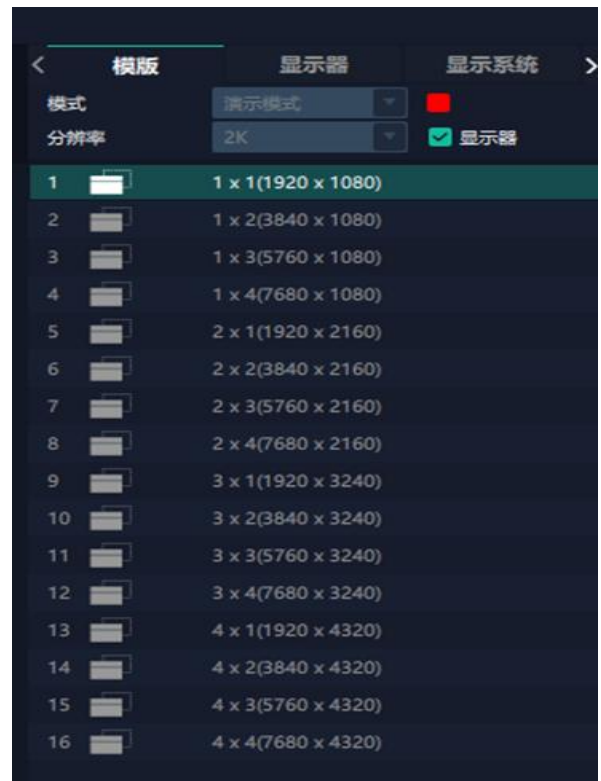 < 模版 显示器 显示系统 >
模式 演示模式
分辨率 2K 显示器
1 1 x 1(1920 x 1080)
2 1 x 2(3840 x 1080)
3 1 x 3(5760 x 1080)
4 1 x 4(7680 x 1080)
5 2 x 1(1920 x 2160)
6 2 x 2(3840 x 2160)
7 2 x 3(5760 x 2160)
8 2 x 4(7680 x 2160)
9 3 x 1(1920 x 3240)
10 3 x 2(3840 x 3240)
11 3 x 3(5760 x 3240)
12 3 x 4(7680 x 3240)
13 4 x 1(1920 x 4320)
14 4 x 2(3840 x 4320)
15 4 x 3(5760 x 4320)
16 4 x 4(7680 x 4320)